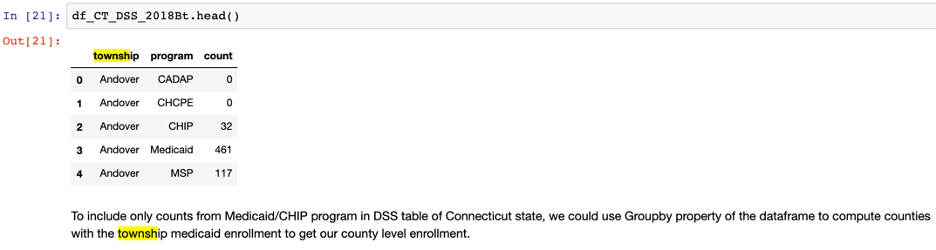 In [21]: df_CT_DSS_2018Bt.head()
Out[21]:
township program count
0 Andover CADAP 0
1 Andover CHCPE 0
2 Andover CHIP 32
3 Andover Medicaid 461
4 Andover MSP 117
To include only counts from Medicaid/CHIP program in DSS table of Connecticut state, we could use Groupby property of the dataframe to compute counties
with the township medicaid enrollment to get our county level enrollment.